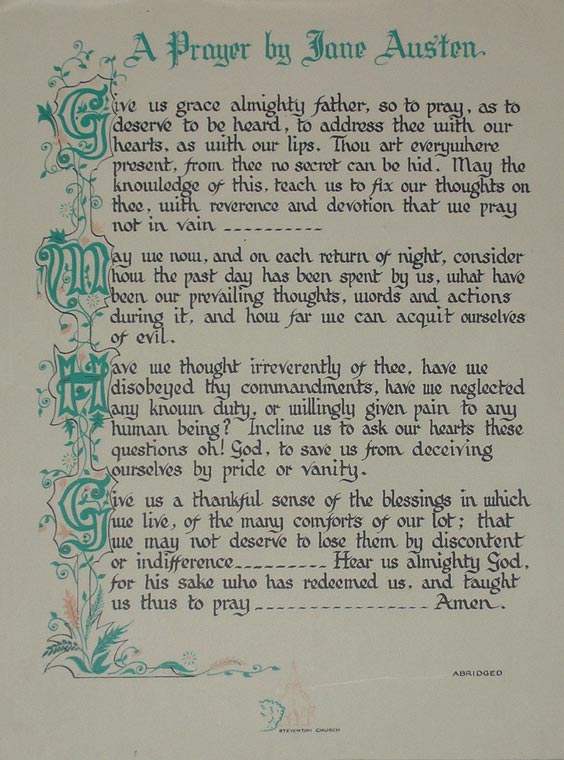 A Prayer by Jane Austen.
Give us grace almighty father, so to pray, as to
deserve to be heard, to address thee with our
hearts, as with our lips. Thou art everywhere
present, from thee no secret can be hid. May the
knowledge of this, teach us to fix our thoughts on
thee, with reverence and devotion that we pray
not in vain ----------
May we now, and on each return of night, consider
how the past day has been spent by us, what have
been our prevailing thoughts, words and actions
during it, and how far we can acquit ourselves
of evil.
Have we thought irreverently of thee, have we
disobeyed thy commandments, have we neglected
any known duty, or willingly given pain to any
human being? Incline us to ask our hearts these
questions oh! God, to save us from deceiving
ourselves by pride or vanity.
Give us a thankful sense of the blessings in which
we live, of the many comforts of our lot; that
we may not deserve to lose them by discontent
or indifference--------- Hear us almighty God,
for his sake who has redeemed us, and taught
us thus to pray ----------------- Amen.
ABRIDGED
STEVENTON CHURCH